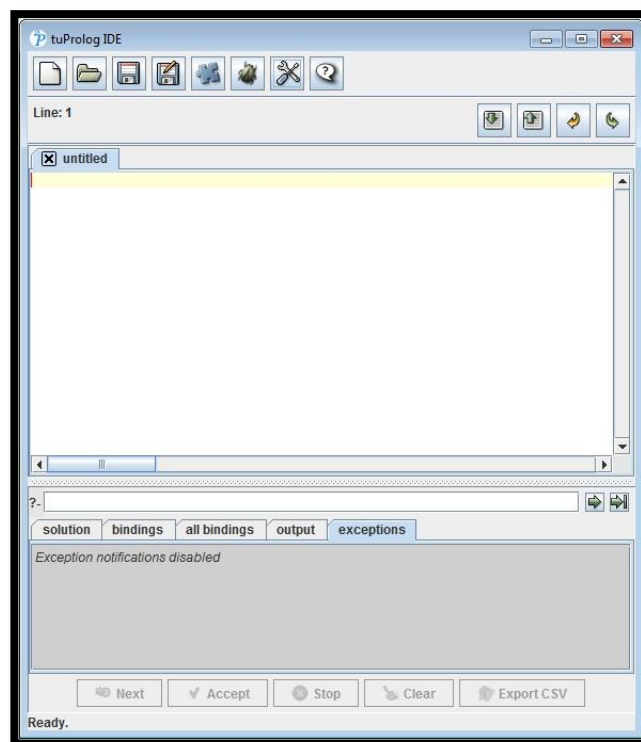 tuProlog IDE
Line: 1
untitled
?-
solution bindings all bindings output exceptions
Exception notifications disabled
Next Accept Stop Clear Export CSV
Ready.